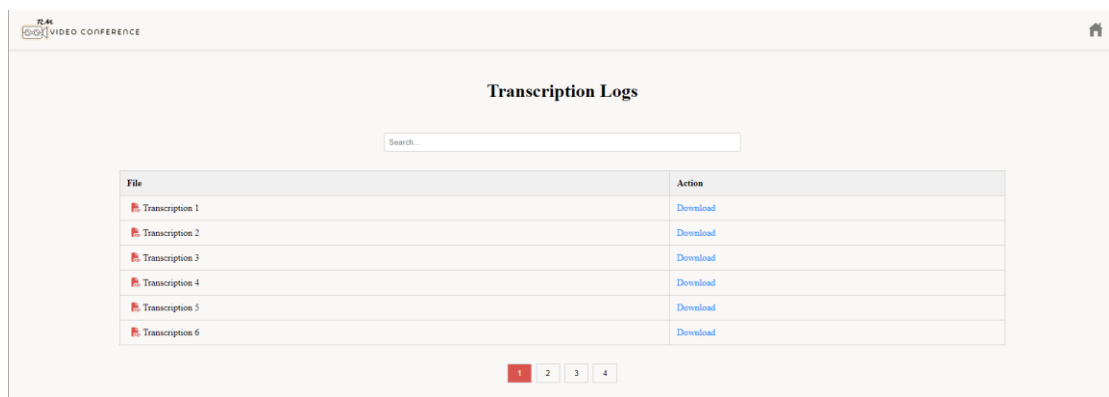 RM
VIDEO CONFERENCE
Transcription Logs
Search...
File Action
Transcription 1 Download
Transcription 2 Download
Transcription 3 Download
Transcription 4 Download
Transcription 5 Download
Transcription 6 Download
1 2 3 4